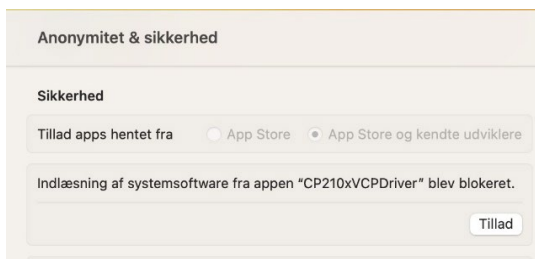 Anonymitet & sikkerhed
Sikkerhed
Tillad apps hentet fra App Store App Store og kendte udviklere
Indlæsning af systemsoftware fra appen “CP210xVCPDriver” blev blokeret.
Tillad